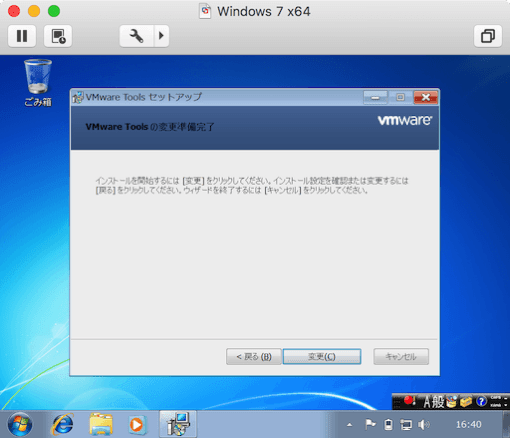 Windows 7 x64
ごみ箱
VMware Tools セットアップ
VMware Tools の変更準備完了
vmware
インストールを開始するには [変更] をクリックしてください。インストール設定を確認または変更するには
[戻る] をクリックしてください。ウィザードを終了するには [キャンセル] をクリックしてください。
< 戻る (B)
変更(C)
キャンセル
A 般
CAPS
KANA
16:40